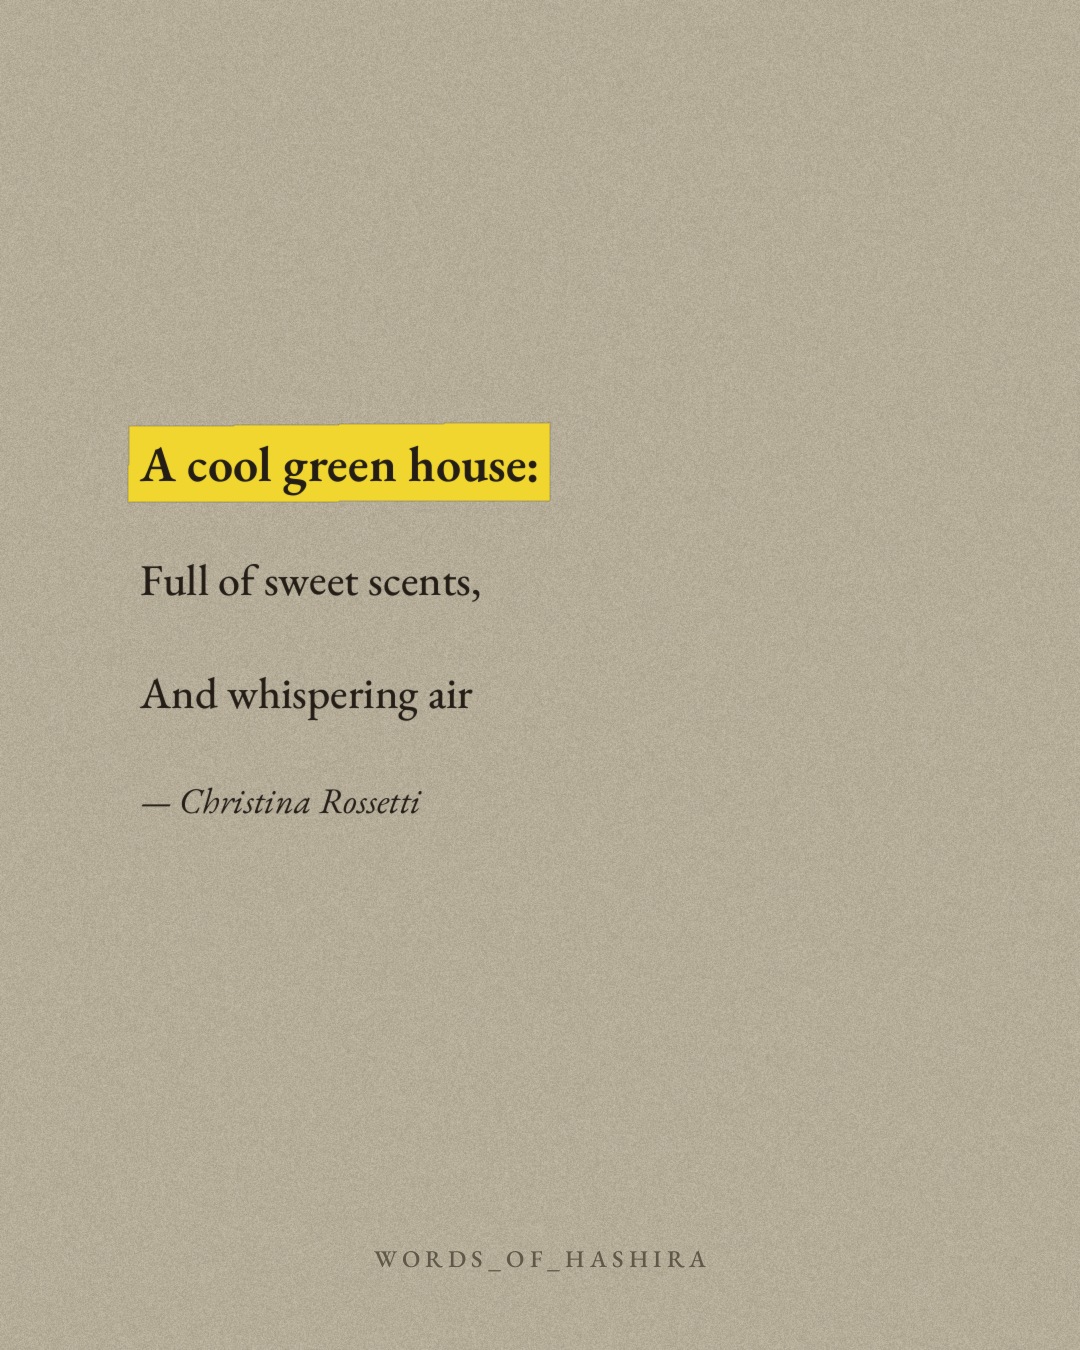 A cool green house:
Full of sweet scents,
And whispering air
— Christina Rossetti
WORDS_OF_HASHIRA